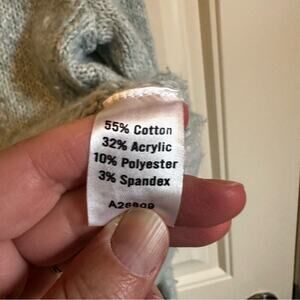 55% Cotton
32% Acrylic
10% Polyester
3% Spandex